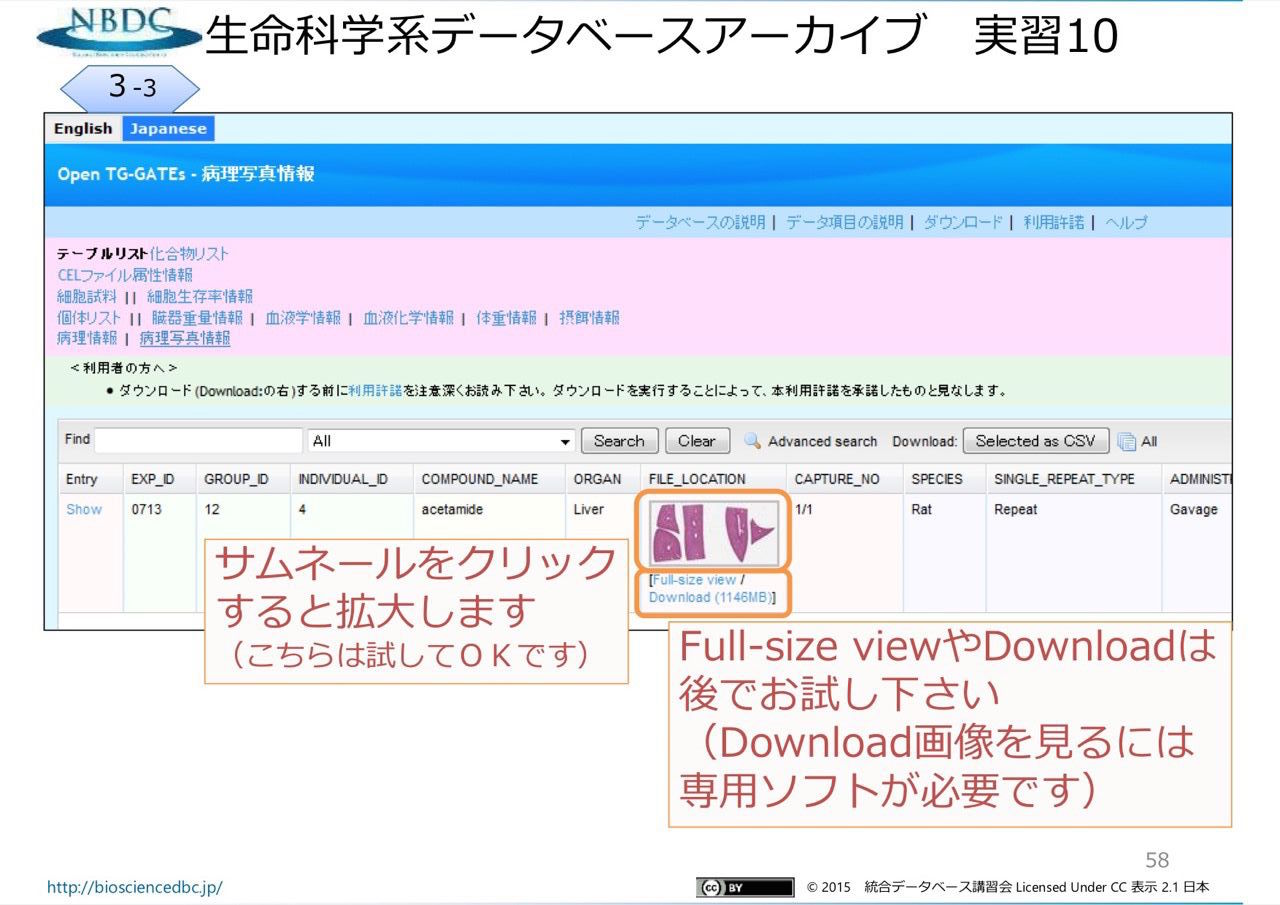 NBDC
生命科学系データベースアーカイブ　実習10
3-3
English Japanese
Open TG-GATEs - 病理写真情報
データベースの説明 | データ項目の説明 | ダウンロード | 利用許諾 | ヘルプ
テーブルリスト化合物リスト
CELファイル属性情報
細胞試料 || 細胞生存率情報
個体リスト || 臓器重量情報 | 血液学情報 | 血液化学情報 | 体重情報 | 摂餌情報
病理情報 | 病理写真情報
＜利用者の方へ＞
● ダウンロード(Download:の右)する前に利用許諾を注意深くお読み下さい。ダウンロードを実行することによって、本利用許諾を承諾したものと見なします。
Find All Search Clear Advanced search Download: Selected as CSV All
Entry EXP_ID GROUP_ID INDIVIDUAL_ID COMPOUND_NAME ORGAN FILE_LOCATION CAPTURE_NO SPECIES SINGLE_REPEAT_TYPE ADMINISTI
Show 0713 12 4 acetamide Liver 1/1 Rat Repeat Gavage
[Full-size view /
Download (1146MB)]
サムネールをクリック
すると拡大します
（こちらは試してＯＫです）
Full-size viewやDownloadは
後でお試し下さい
（Download画像を見るには
専用ソフトが必要です）
58
http://biosciencedbc.jp/
cc BY © 2015　統合データベース講習会 Licensed Under CC 表示 2.1 日本